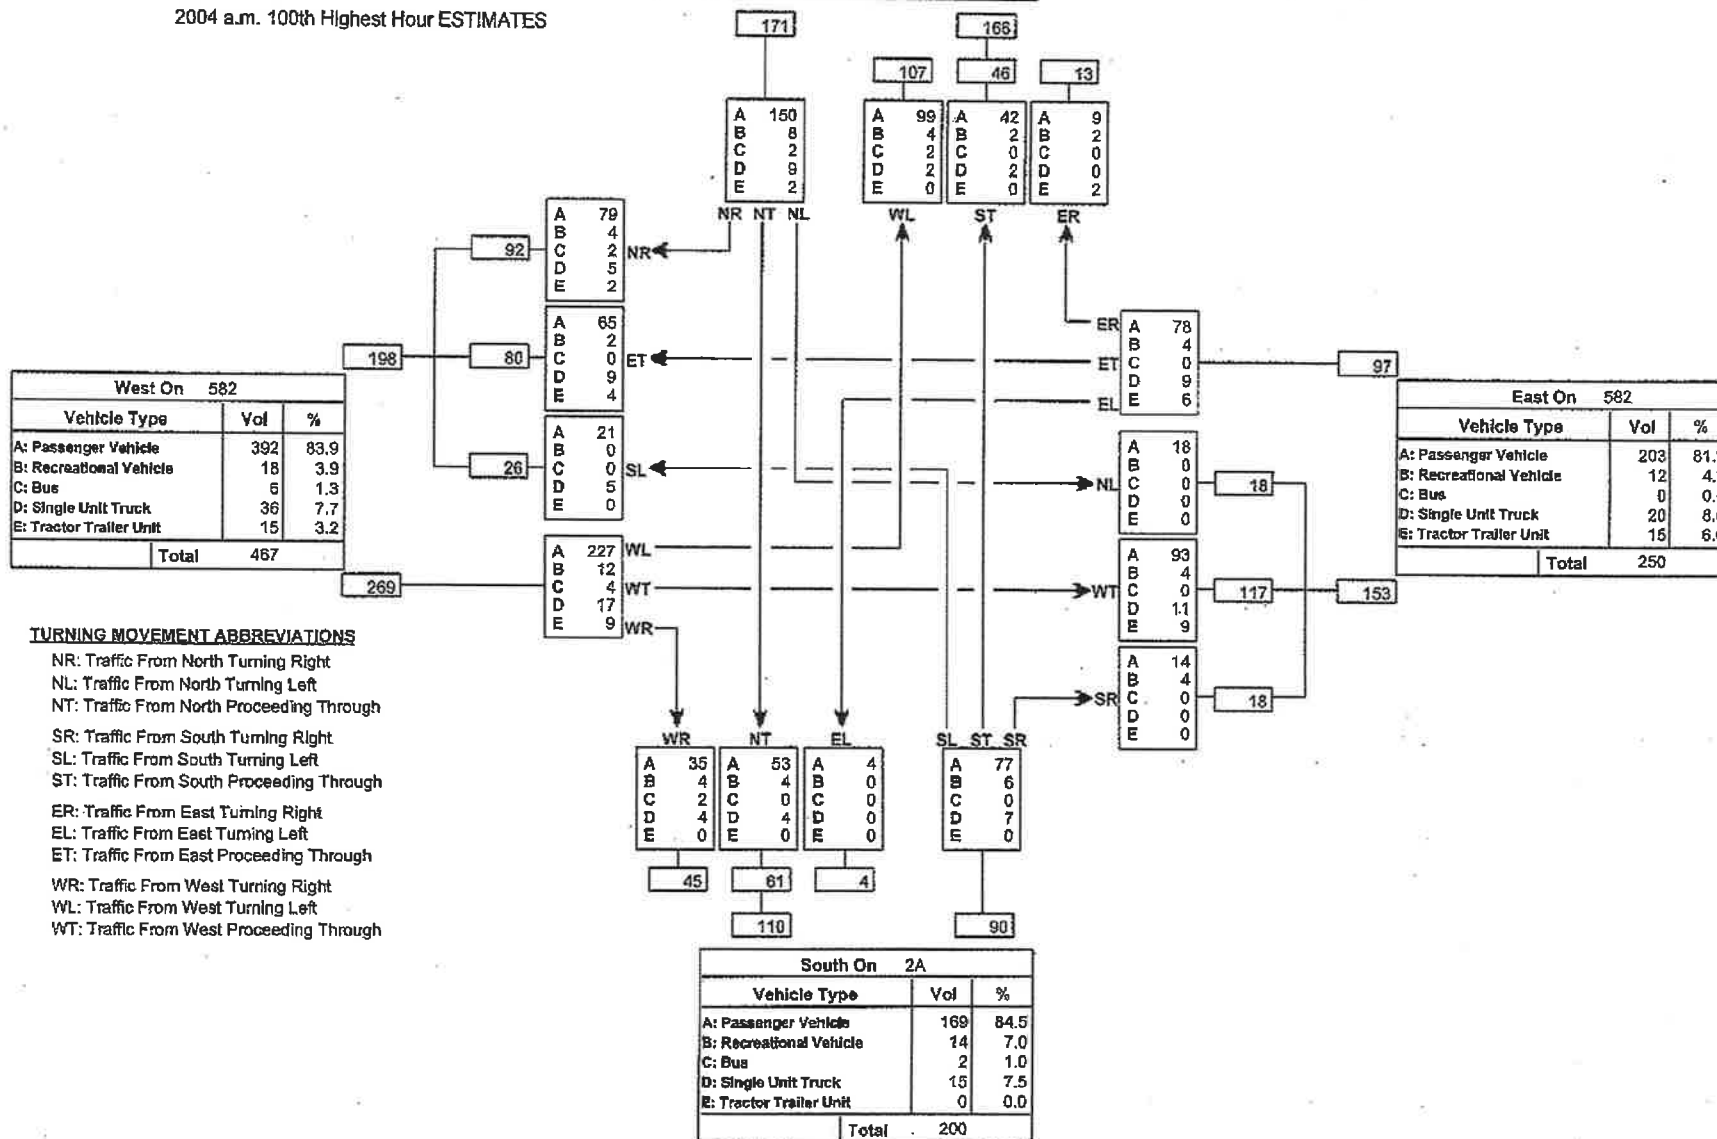 2004 a.m. 100th Highest Hour ESTIMATES
171
166
107
46
13
A 150
B 8
C 2
D 9
E 2
A 99
B 4
C 2
D 2
E 0
A 42
B 2
C 0
D 2
E 0
A 9
B 2
C 0
D 0
E 2
NR NT NL
WL
ST
ER
92
A 79
B 4
C 2
D 5
E 2
NR
198
80
A 65
B 2
C 0
D 9
E 4
ET
26
A 21
B 0
C 0
D 5
E 0
SL
269
A 227
B 12
C 4
D 17
E 9
WL
WT
WR
West On 582
Vehicle Type Vol %
A: Passenger Vehicle 392 83.9
B: Recreational Vehicle 18 3.9
C: Bus 6 1.3
D: Single Unit Truck 36 7.7
E: Tractor Trailer Unit 15 3.2
Total 467
ER
ET
EL
A 78
B 4
C 0
D 9
E 6
97
NL
A 18
B 0
C 0
D 0
E 0
18
WT
A 93
B 4
C 0
D 11
E 9
117
153
SR
A 14
B 4
C 0
D 0
E 0
18
East On 582
Vehicle Type Vol %
A: Passenger Vehicle 203 81.
B: Recreational Vehicle 12 4.
C: Bus 0 0.
D: Single Unit Truck 20 8.
E: Tractor Trailer Unit 15 6.
Total 250
TURNING MOVEMENT ABBREVIATIONS
NR: Traffic From North Turning Right
NL: Traffic From North Turning Left
NT: Traffic From North Proceeding Through
SR: Traffic From South Turning Right
SL: Traffic From South Turning Left
ST: Traffic From South Proceeding Through
ER: Traffic From East Turning Right
EL: Traffic From East Turning Left
ET: Traffic From East Proceeding Through
WR: Traffic From West Turning Right
WL: Traffic From West Turning Left
WT: Traffic From West Proceeding Through
WR
NT
EL
SL ST SR
A 35
B 4
C 2
D 4
E 0
A 53
B 4
C 0
D 4
E 0
A 4
B 0
C 0
D 0
E 0
A 77
B 6
C 0
D 7
E 0
45
61
4
110
90
South On 2A
Vehicle Type Vol %
A: Passenger Vehicle 169 84.5
B: Recreational Vehicle 14 7.0
C: Bus 2 1.0
D: Single Unit Truck 15 7.5
E: Tractor Trailer Unit 0 0.0
Total 200